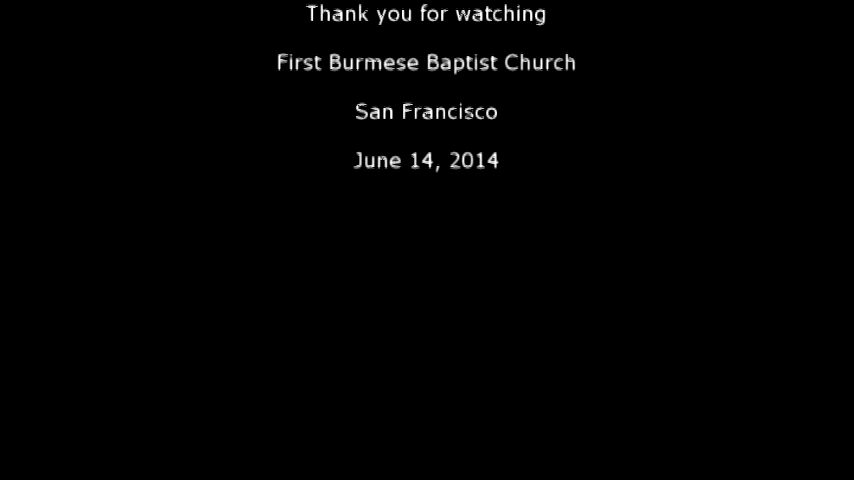 Thank you for watching
First Burmese Baptist Church
San Francisco
June 14, 2014